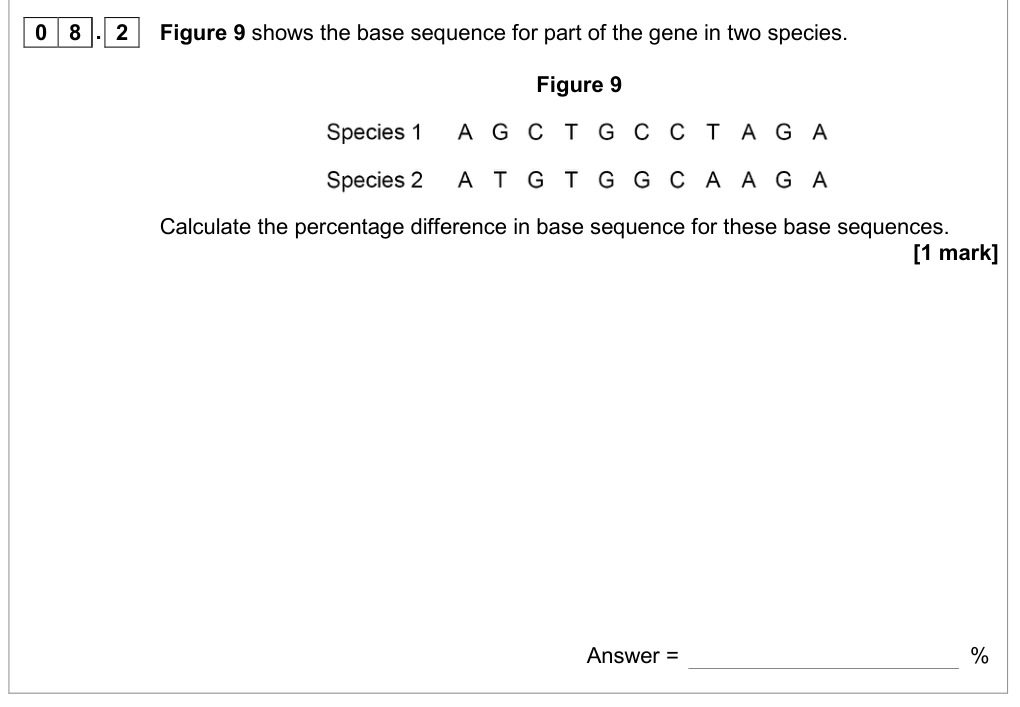 0 8 . 2 Figure 9 shows the base sequence for part of the gene in two species.
Figure 9
Species 1 A G C T G C C T A G A
Species 2 A T G T G G C A A G A
Calculate the percentage difference in base sequence for these base sequences.
[1 mark]
Answer = ____________________ %